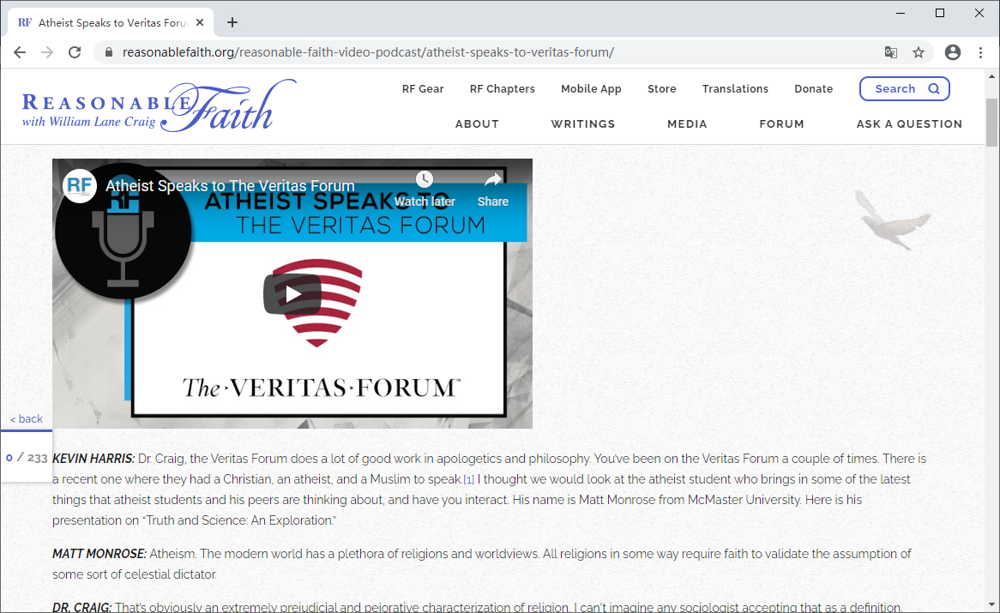 RF Atheist Speaks to Veritas Foru
reasonablefaith.org/reasonable-faith-video-podcast/atheist-speaks-to-veritas-forum/
REASONABLE Faith
with William Lane Craig
RF Gear RF Chapters Mobile App Store Translations Donate Search
ABOUT WRITINGS MEDIA FORUM ASK A QUESTION
RF Atheist Speaks to The Veritas Forum
Watch later Share
RF
ATHEIST SPEAKS TO
THE VERITAS FORUM
The·VERITAS·FORUM™
< back
0 / 233
KEVIN HARRIS: Dr. Craig, the Veritas Forum does a lot of good work in apologetics and philosophy. You've been on the Veritas Forum a couple of times. There is
a recent one where they had a Christian, an atheist, and a Muslim to speak.[1] I thought we would look at the atheist student who brings in some of the latest
things that atheist students and his peers are thinking about, and have you interact. His name is Matt Monrose from McMaster University. Here is his
presentation on “Truth and Science: An Exploration.”
MATT MONROSE: Atheism. The modern world has a plethora of religions and worldviews. All religions in some way require faith to validate the assumption of
some sort of celestial dictator.
DR. CRAIG: That's obviously an extremely prejudicial and pejorative characterization of religion. I can't imagine any sociologist accepting that as a definition.